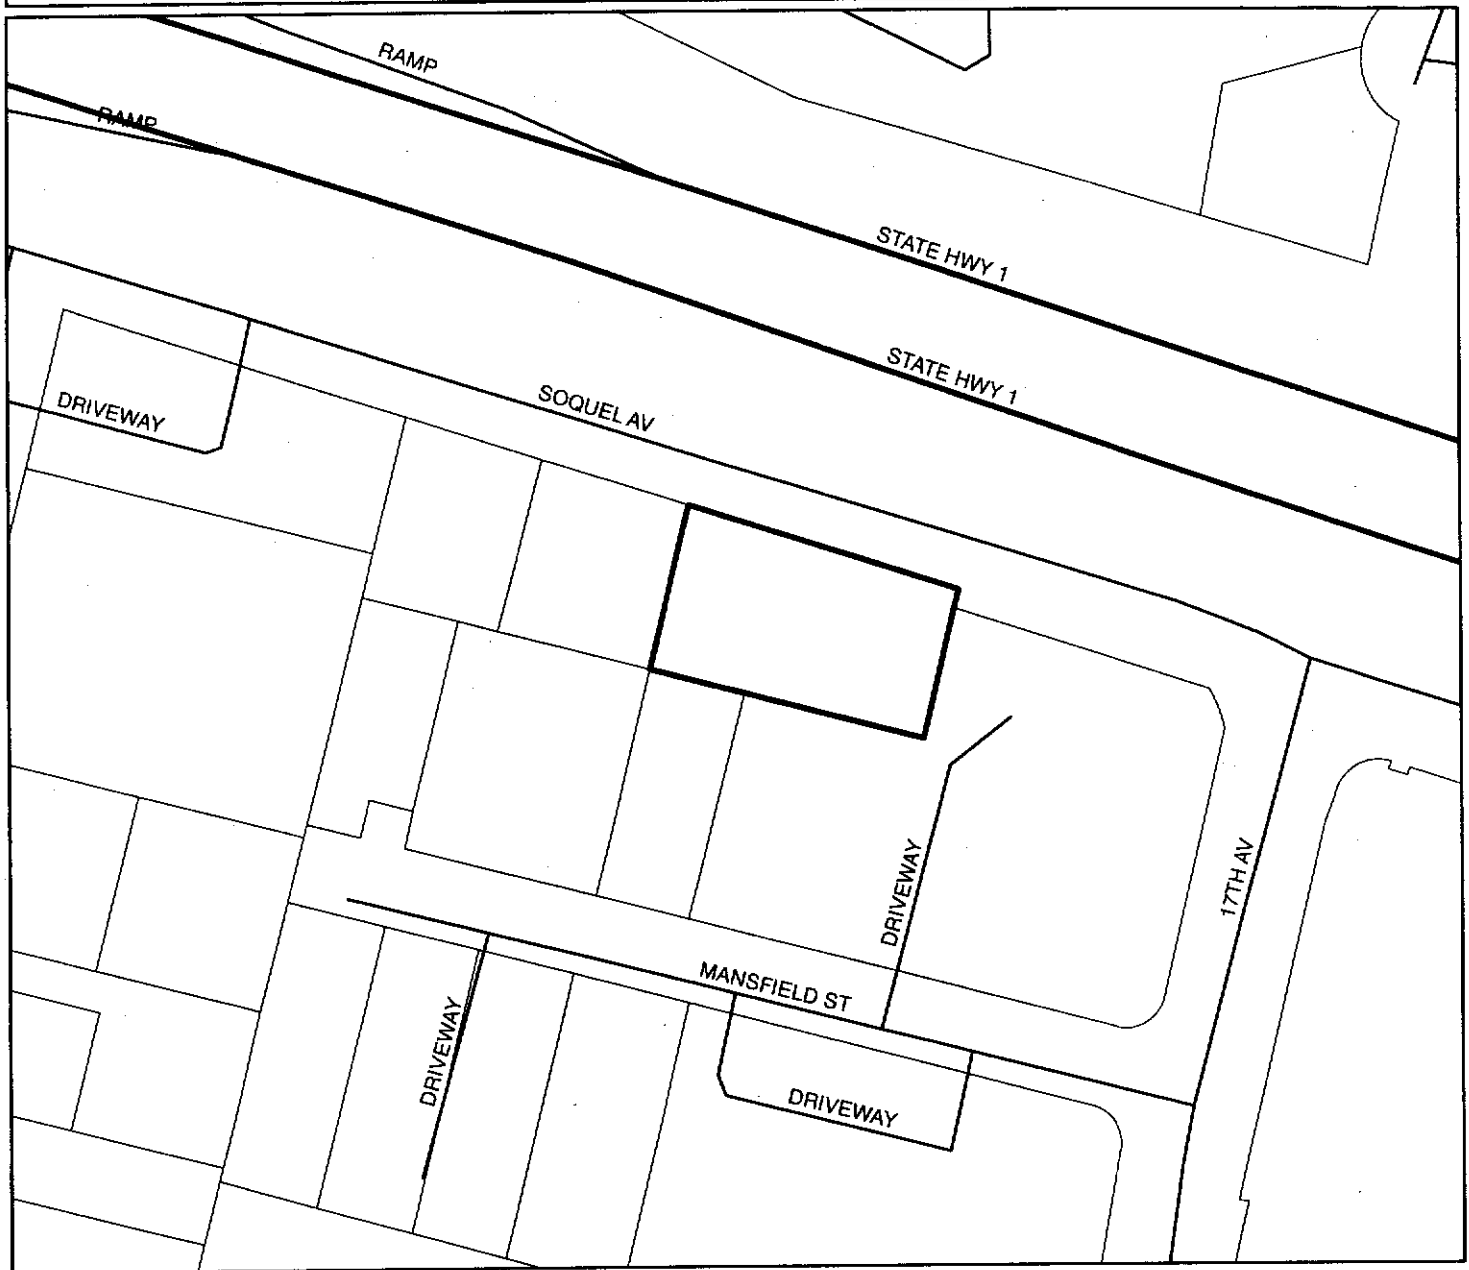 RAMP
RAMP
STATE HWY 1
STATE HWY 1
SOQUEL AV
DRIVEWAY
17TH AV
DRIVEWAY
MANSFIELD ST
DRIVEWAY
DRIVEWAY